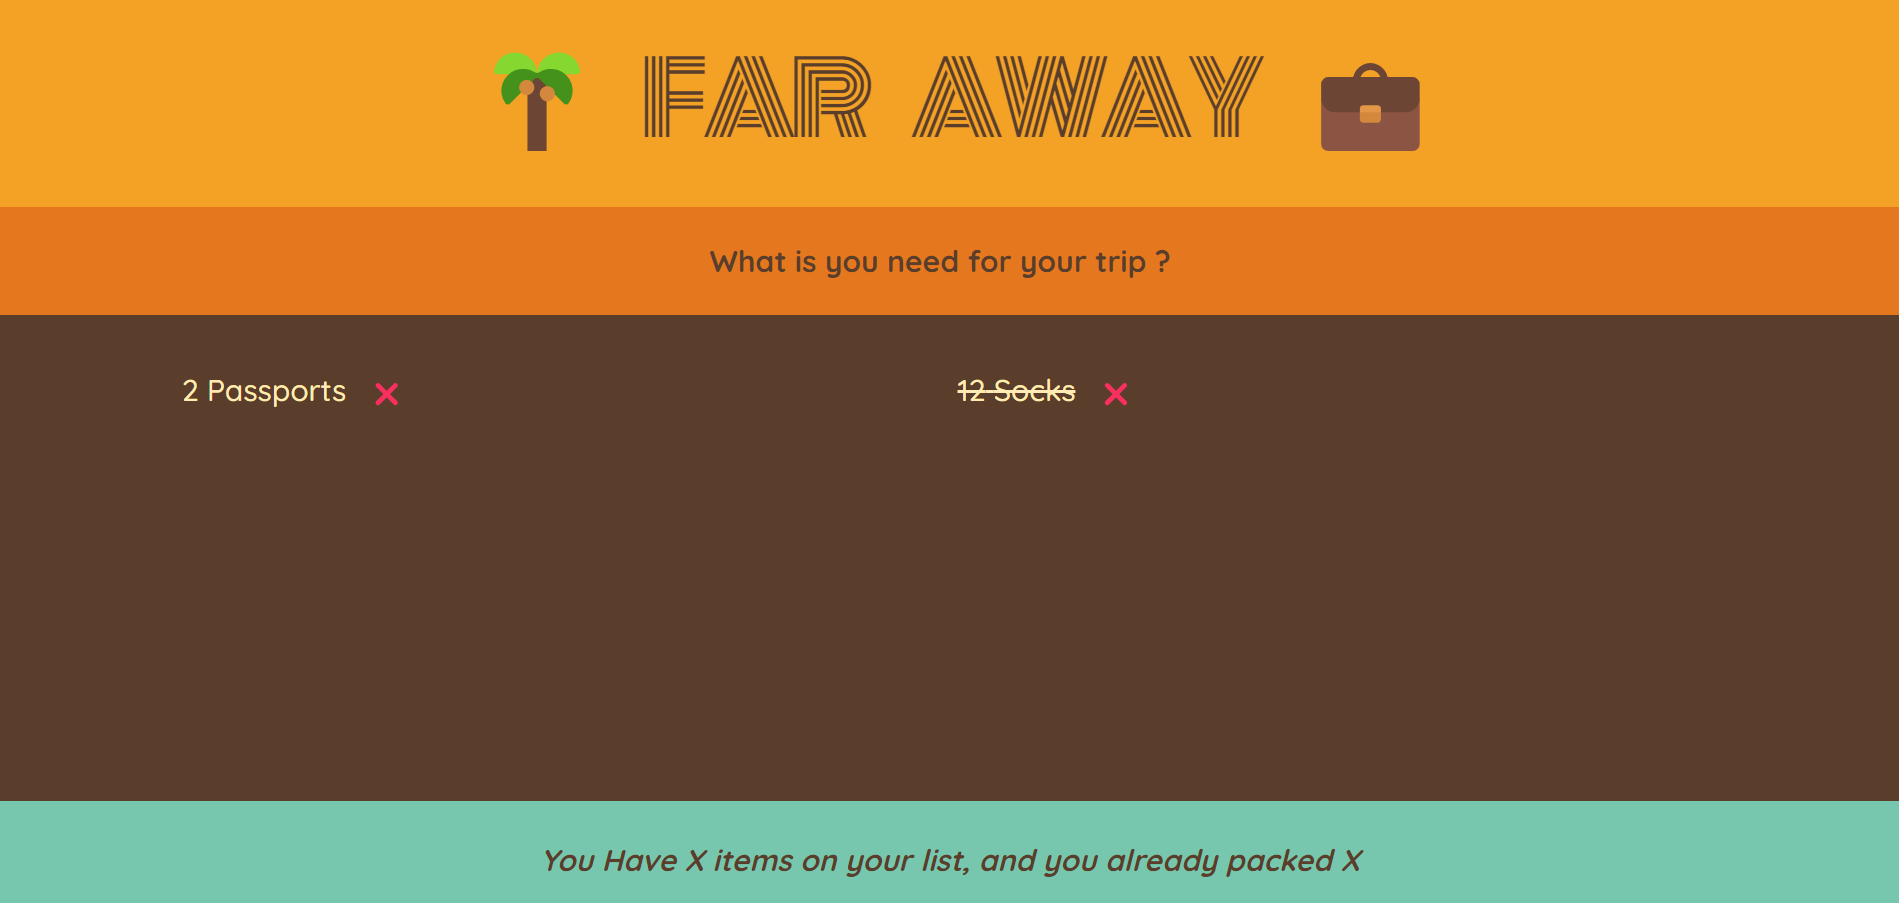 FAR AWAY
What is you need for your trip ?
2 Passports
12 Socks
You Have X items on your list, and you already packed X